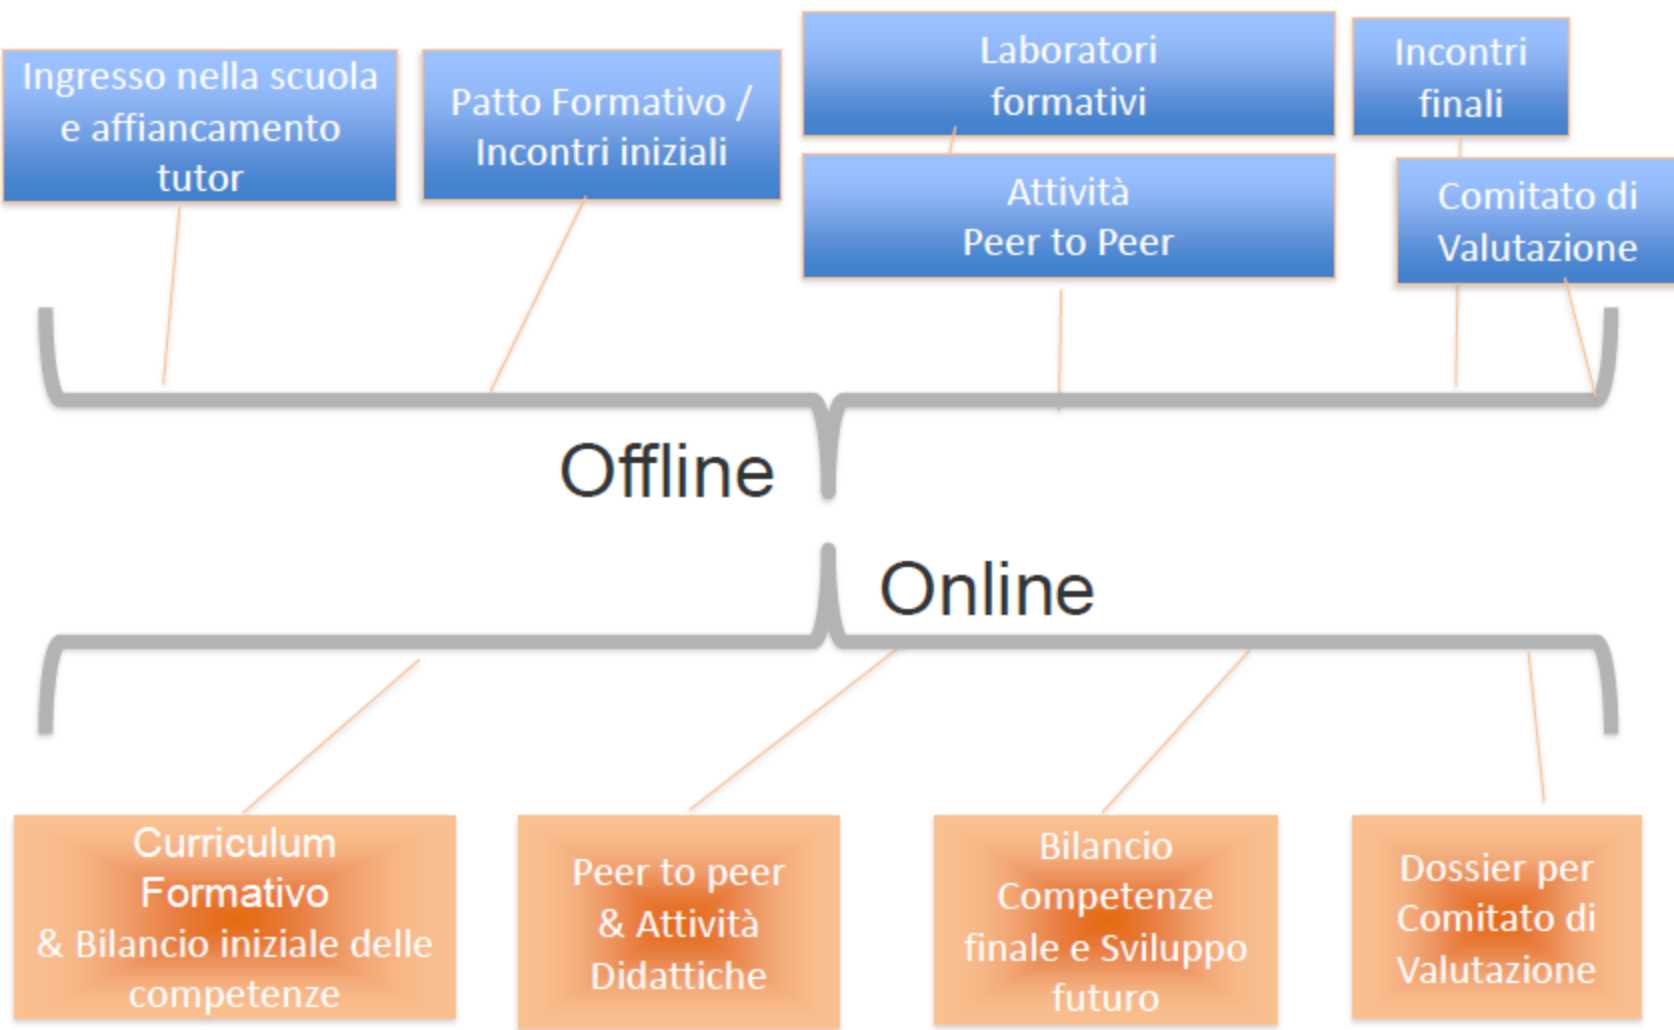 Ingresso nella scuola
e affiancamento
tutor
Patto Formativo /
Incontri iniziali
Laboratori
formativi
Attività
Peer to Peer
Incontri
finali
Comitato di
Valutazione
Offline
Online
Curriculum
Formativo
& Bilancio iniziale delle
competenze
Peer to peer
& Attività
Didattiche
Bilancio
Competenze
finale e Sviluppo
futuro
Dossier per
Comitato di
Valutazione